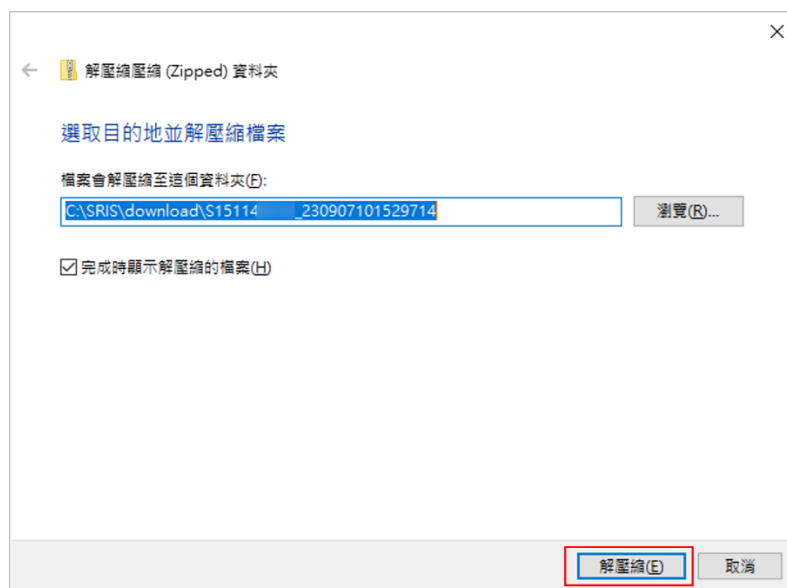 解壓縮壓縮 (Zipped) 資料夾
選取目的地並解壓縮檔案
檔案會解壓縮至這個資料夾(F):
C:\SRIS\download\S15114 _230907101529714
瀏覽(R)...
完成時顯示解壓縮的檔案(H)
解壓縮(E)
取消